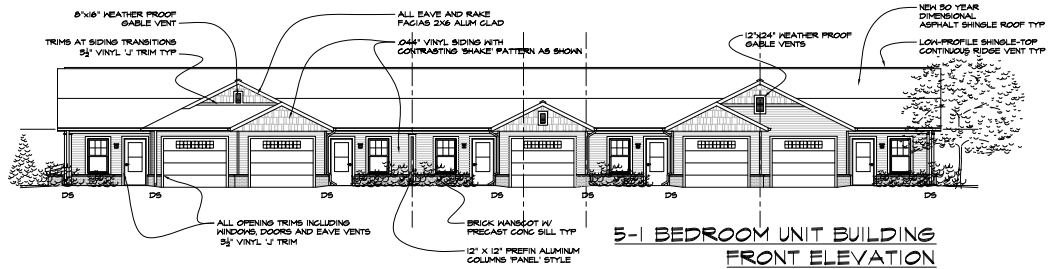 8"x16" WEATHER PROOF
GABLE VENT
TRIMS AT SIDING TRANSITIONS
3½" VINYL 'J' TRIM TYP
ALL EAVE AND RAKE
FACIAS 2X6 ALUM CLAD
.044" VINYL SIDING WITH
CONTRASTING 'SHAKE' PATTERN AS SHOWN
12"x24" WEATHER PROOF
GABLE VENTS
NEW 30 YEAR
DIMENSIONAL
ASPHALT SHINGLE ROOF TYP
LOW-PROFILE SHINGLE-TOP
CONTINUOUS RIDGE VENT TYP
DS
DS
DS
DS
DS
DS
DS
ALL OPENING TRIMS INCLUDING
WINDOWS, DOORS AND EAVE VENTS
3½" VINYL 'J' TRIM
BRICK WANSCOT W/
PRECAST CONC SILL TYP
12" X 12" PREFIN ALUMINUM
COLUMNS 'PANEL' STYLE
5-1 BEDROOM UNIT BUILDING
FRONT ELEVATION